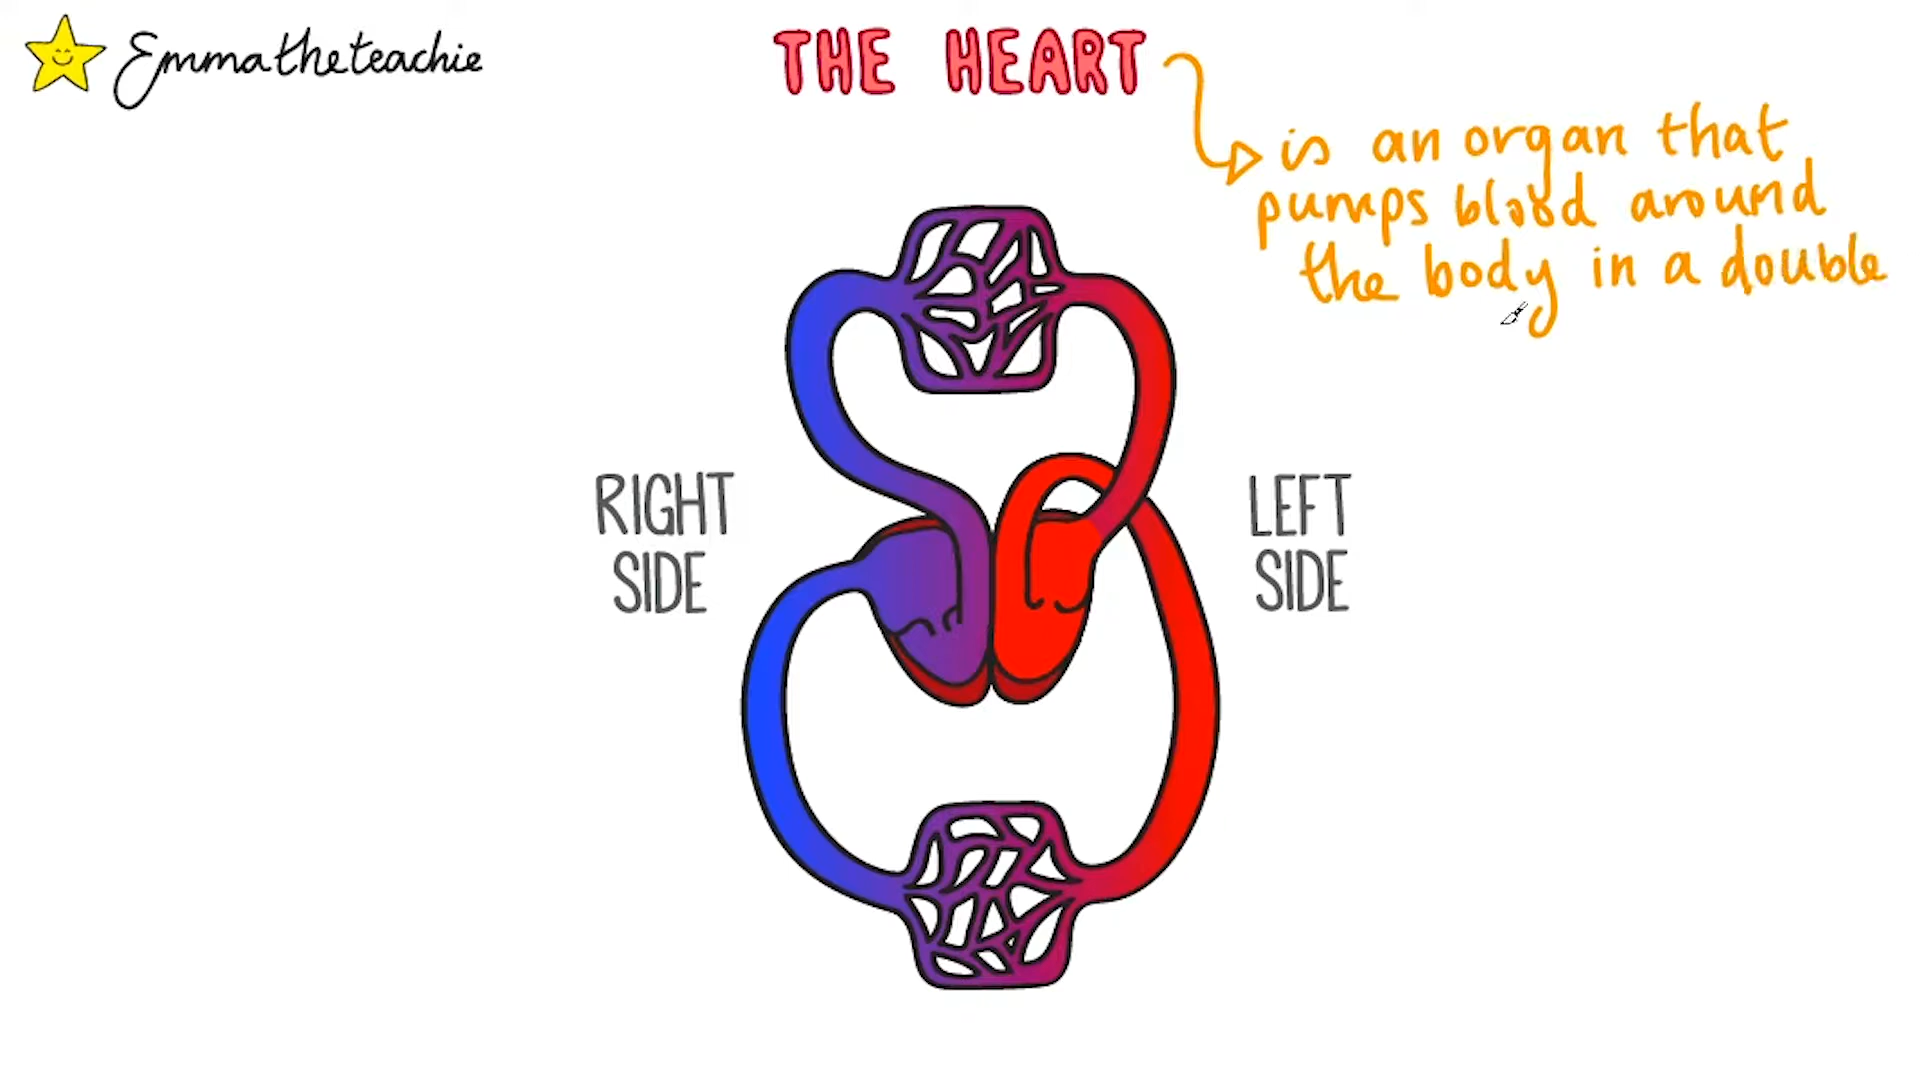 Emmatheteachie
THE HEART
is an organ that
pumps blood around
the body in a double
RIGHT
SIDE
LEFT
SIDE